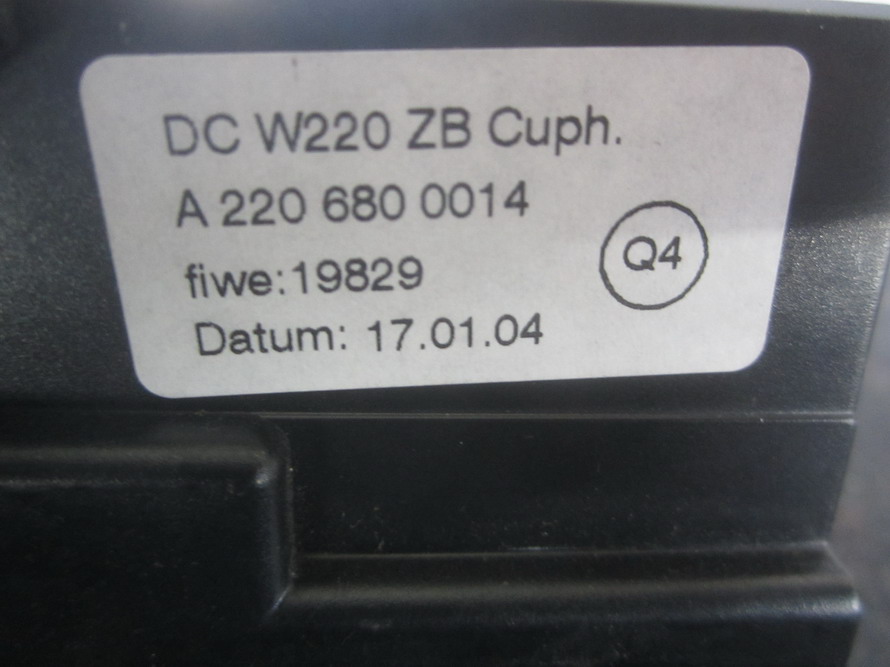 DC W220 ZB Cuph.
A 220 680 0014
fiwe:19829
Q4
Datum: 17.01.04